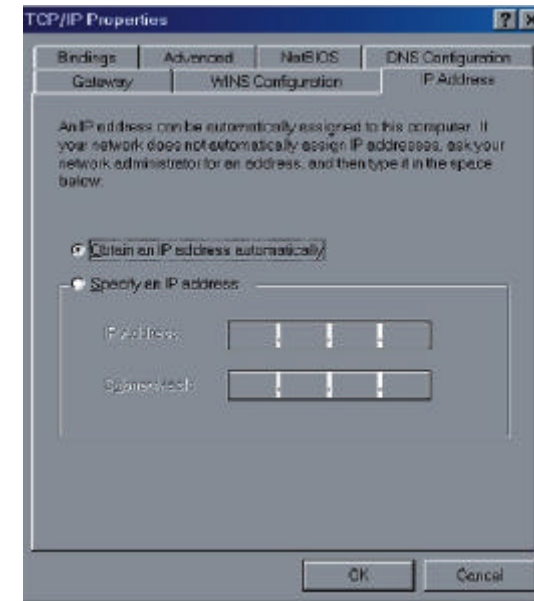 TCP/IP Properties
Bindings Advanced NetBIOS DNS Configuration
Gateway WINS Configuration IP Address
An IP address can be automatically assigned to this computer. If
your network does not automatically assign IP addresses, ask your
network administrator for an address, and then type it in the space
below.
Obtain an IP address automatically
Specify an IP address:
IP Address:
Subnet Mask:
OK Cancel